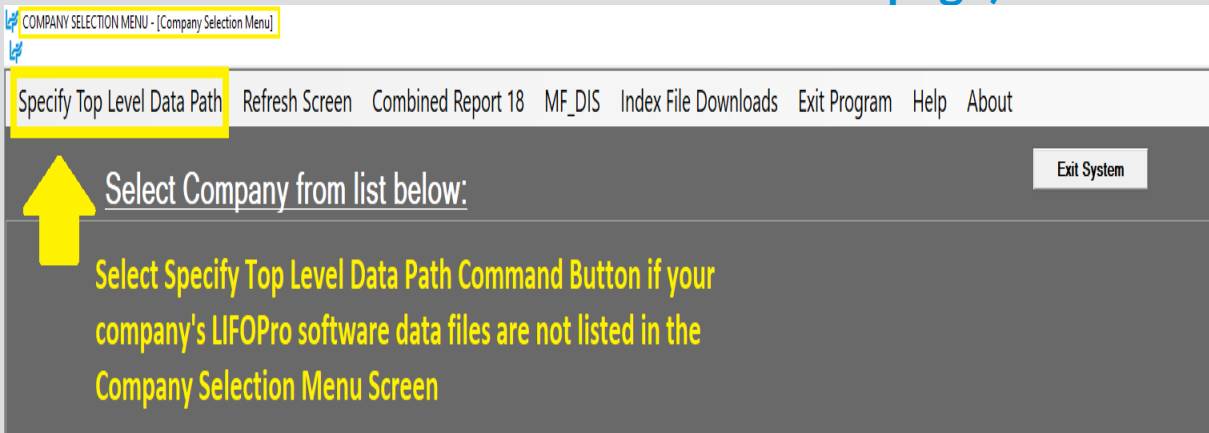 COMPANY SELECTION MENU - [Company Selection Menu]
Specify Top Level Data Path Refresh Screen Combined Report 18 MF_DIS Index File Downloads Exit Program Help About
Exit System
Select Company from list below:
Select Specify Top Level Data Path Command Button if your
company's LIFOPro software data files are not listed in the
Company Selection Menu Screen